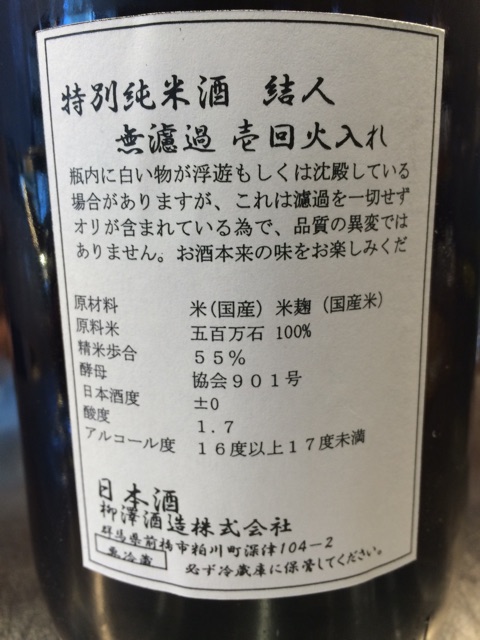 特別純米酒 結人
無濾過 壱回火入れ
瓶内に白い物が浮遊もしくは沈殿している
場合がありますが、これは濾過を一切せず
オリが含まれている為で、品質の異変では
ありません。お酒本来の味をお楽しみくだ
原材料 米(国産) 米麹 (国産米)
原料米 五百万石 100%
精米歩合 55%
酵母 協会901号
日本酒度 ±0
酸度 1.7
アルコール度 16度以上17度未満
日本酒
柳澤酒造株式会社
群馬県前橋市粕川町深津104-2
要冷蔵 必ず冷蔵庫に保管してください。